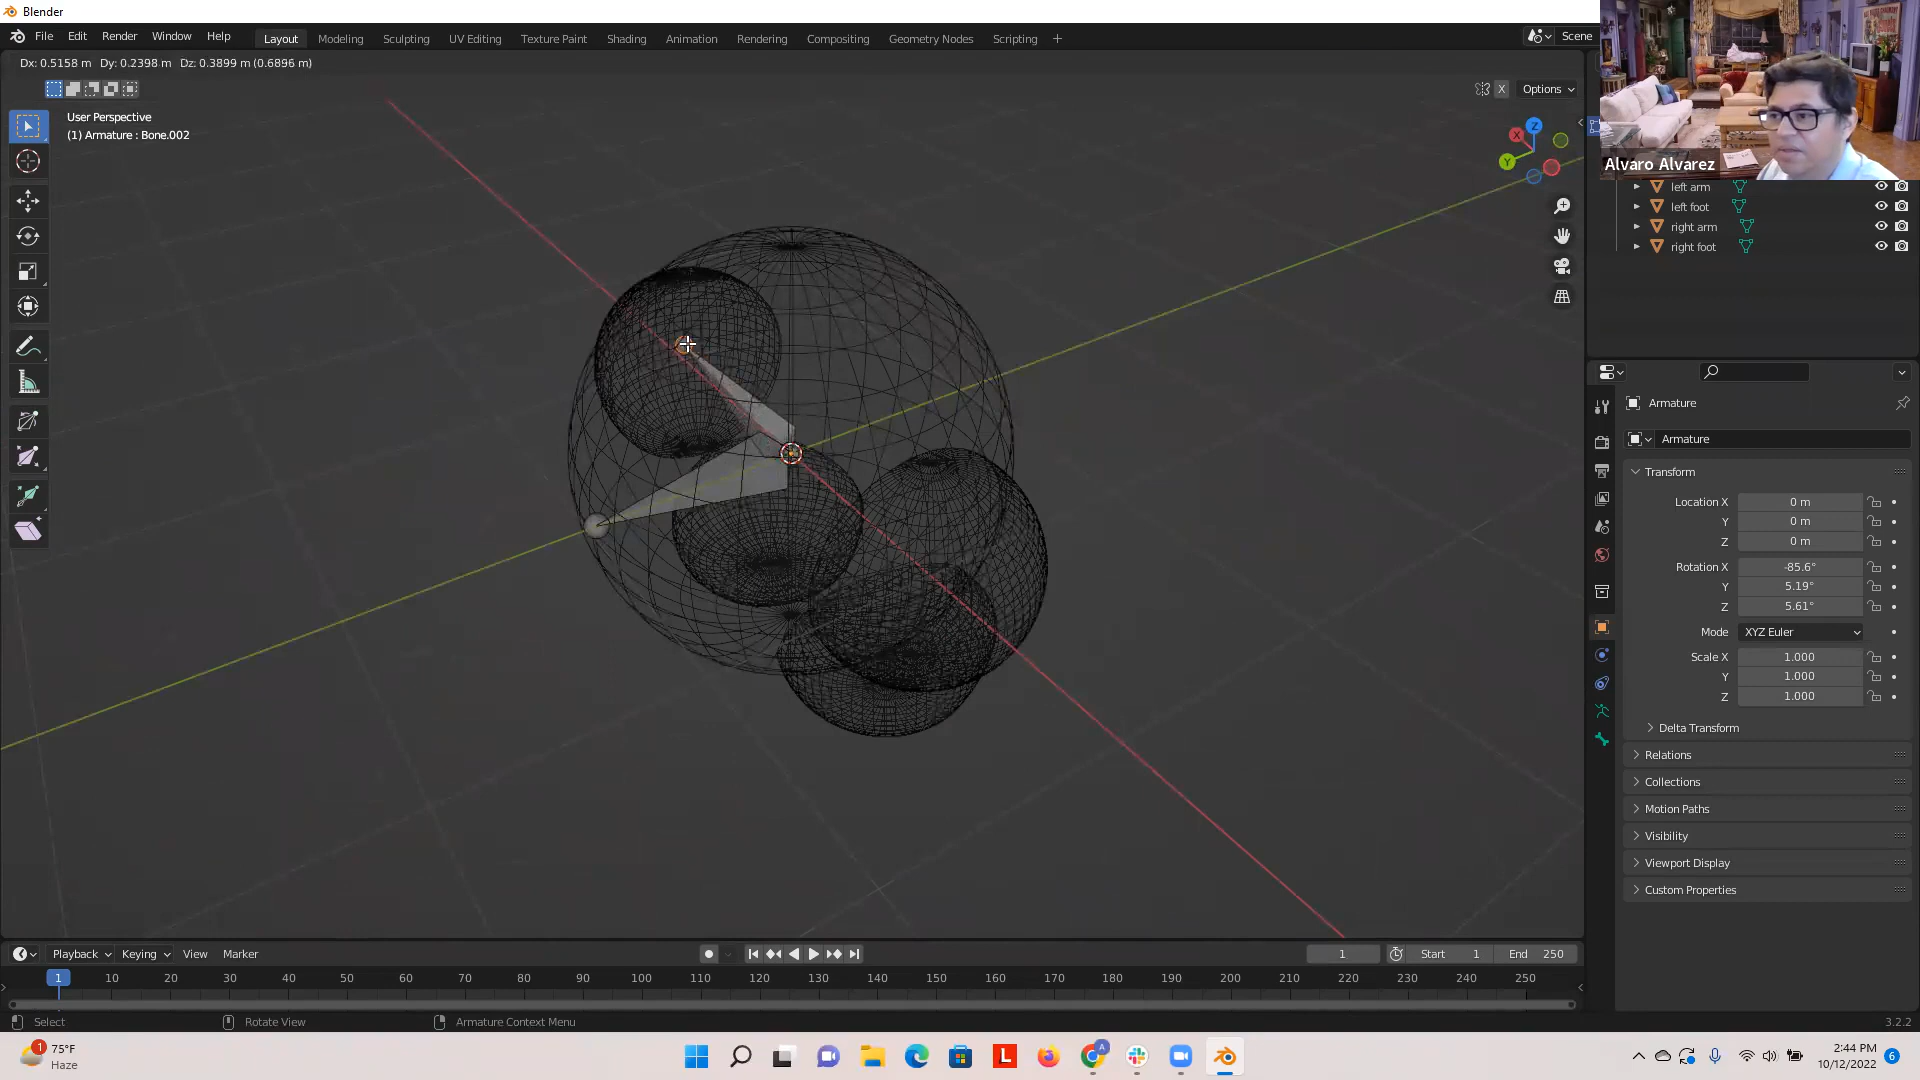 Blender
File Edit Render Window Help
Layout Modeling Sculpting UV Editing Texture Paint Shading Animation Rendering Compositing Geometry Nodes Scripting +
Scene
Dx: 0.5158 m Dy: 0.2398 m Dz: 0.3899 m (0.6896 m)
X Options
User Perspective
(1) Armature : Bone.002
Z
X
Y
Alvaro Alvarez
left arm
left foot
right arm
right foot
Armature
Armature
Transform
Location X 0 m
Y 0 m
Z 0 m
Rotation X -85.6°
Y 5.19°
Z 5.61°
Mode XYZ Euler
Scale X 1.000
Y 1.000
Z 1.000
Delta Transform
Relations
Collections
Motion Paths
Visibility
Viewport Display
Custom Properties
Playback Keying View Marker
1 Start 1 End 250
1 10 20 30 40 50 60 70 80 90 100 110 120 130 140 150 160 170 180 190 200 210 220 230 240 250
Select Rotate View Armature Context Menu
3.2.2
1 75°F
Haze
L
A
2:44 PM
10/12/2022
6